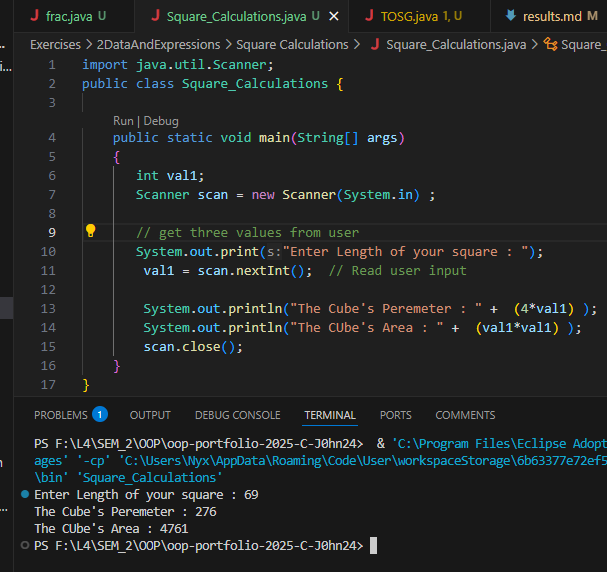 frac.java U
Square_Calculations.java U
TOSG.java 1, U
results.md M
Exercises > 2DataAndExpressions > Square Calculations > Square_Calculations.java > Square_
1 import java.util.Scanner;
2 public class Square_Calculations {
3
Run | Debug
4 public static void main(String[] args)
5 {
6 int val1;
7 Scanner scan = new Scanner(System.in) ;
8
9 // get three values from user
10 System.out.print(s:"Enter Length of your square : ");
11 val1 = scan.nextInt(); // Read user input
12
13 System.out.println("The Cube's Peremeter : " + (4*val1) );
14 System.out.println("The CUbe's Area : " + (val1*val1) );
15 scan.close();
16 }
17 }
PROBLEMS 1 OUTPUT DEBUG CONSOLE TERMINAL PORTS COMMENTS
PS F:\L4\SEM_2\OOP\oop-portfolio-2025-C-J0hn24> & 'C:\Program Files\Eclipse Adopt
ages' '-cp' 'C:\Users\Nyx\AppData\Roaming\Code\User\workspaceStorage\6b63377e72ef5
\bin' 'Square_Calculations'
Enter Length of your square : 69
The Cube's Peremeter : 276
The CUbe's Area : 4761
PS F:\L4\SEM_2\OOP\oop-portfolio-2025-C-J0hn24>